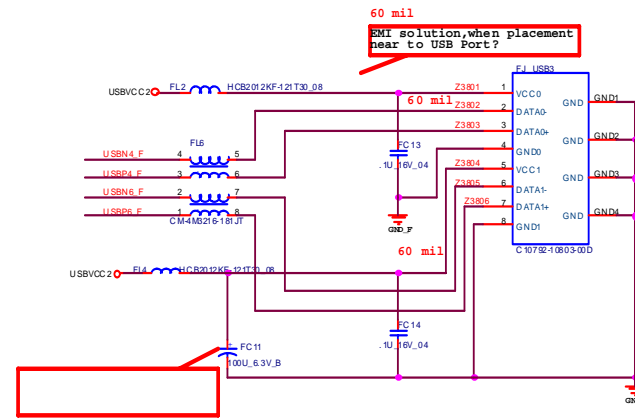 60 mil
EMI solution,when placement
near to USB Port?
FJ_USB3
USBVCC2
FL2
HCB2012KF-121T30_08
Z3801
1
VCC0
GND
GND1
60 mil
Z3802
2
DATA0-
Z3803
3
DATA0+
GND
GND2
FL6
FC13
.1U_16V_04
4
GND0
USBN4_F
4
5
Z3804
5
VCC1
USBP4_F
3
6
Z3805
6
DATA1-
GND
GND3
USBN6_F
2
7
Z3806
7
DATA1+
USBP6_F
1
8
8
GND1
GND
GND4
CM-4M3216-181JT
GND_F
C10792-10803-00D
60 mil
USBVCC2
FL4
HCB2012KF-121T30_08
FC14
.1U_16V_04
+
FC11
100U_6.3V_B